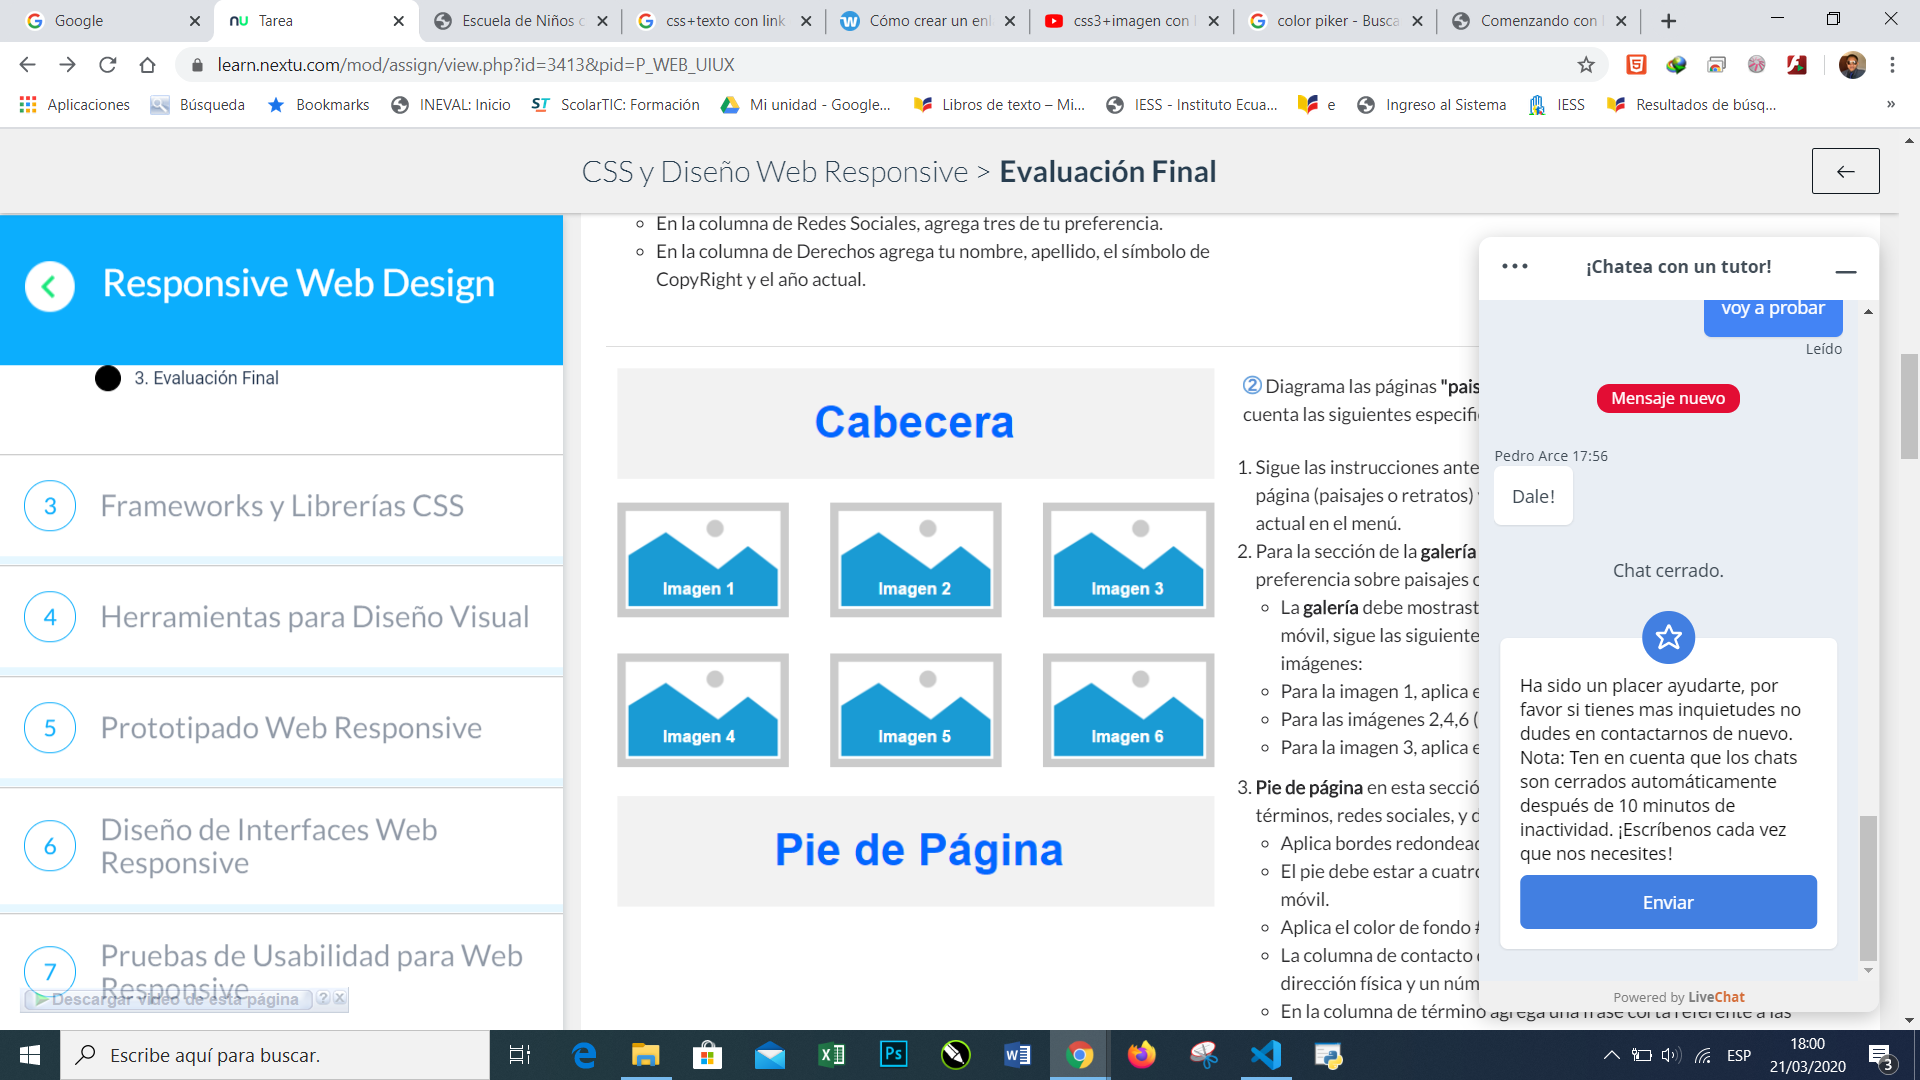 Google
Tarea
Escuela de Niños c
css+texto con link
Cómo crear un enl
css3+imagen con l
color piker - Busca
Comenzando con
learn.nextu.com/mod/assign/view.php?id=3413&pid=P_WEB_UIUX
Aplicaciones
Búsqueda
Bookmarks
INEVAL: Inicio
ScolarTIC: Formación
Mi unidad - Google...
Libros de texto – Mi...
IESS - Instituto Ecua...
e
Ingreso al Sistema
IESS
Resultados de búsq...
»
CSS y Diseño Web Responsive > Evaluación Final
Responsive Web Design
3. Evaluación Final
3 Frameworks y Librerías CSS
4 Herramientas para Diseño Visual
5 Prototipado Web Responsive
6 Diseño de Interfaces Web
Responsive
7 Pruebas de Usabilidad para Web
Responsive
Descargar video de esta página ? X
En la columna de Redes Sociales, agrega tres de tu preferencia.
En la columna de Derechos agrega tu nombre, apellido, el símbolo de
CopyRight y el año actual.
Cabecera
Imagen 1
Imagen 2
Imagen 3
Imagen 4
Imagen 5
Imagen 6
Pie de Página
② Diagrama las páginas "pais
cuenta las siguientes especifi
1. Sigue las instrucciones ante
página (paisajes o retratos)
actual en el menú.
2. Para la sección de la galería
preferencia sobre paisajes o
La galería debe mostrast
móvil, sigue las siguiente
imágenes:
Para la imagen 1, aplica e
Para las imágenes 2,4,6 (
Para la imagen 3, aplica e
3. Pie de página en esta secció
términos, redes sociales, y d
Aplica bordes redondead
El pie debe estar a cuatro
móvil.
Aplica el color de fondo #
La columna de contacto
dirección física y un núm
En la columna de término agrega una frase corta referente a las
¡Chatea con un tutor!
voy a probar
Leído
Mensaje nuevo
Pedro Arce 17:56
Dale!
Chat cerrado.
Ha sido un placer ayudarte, por
favor si tienes mas inquietudes no
dudes en contactarnos de nuevo.
Nota: Ten en cuenta que los chats
son cerrados automáticamente
después de 10 minutos de
inactividad. ¡Escríbenos cada vez
que nos necesites!
Enviar
Powered by LiveChat
Escribe aquí para buscar.
ESP
18:00
21/03/2020
3